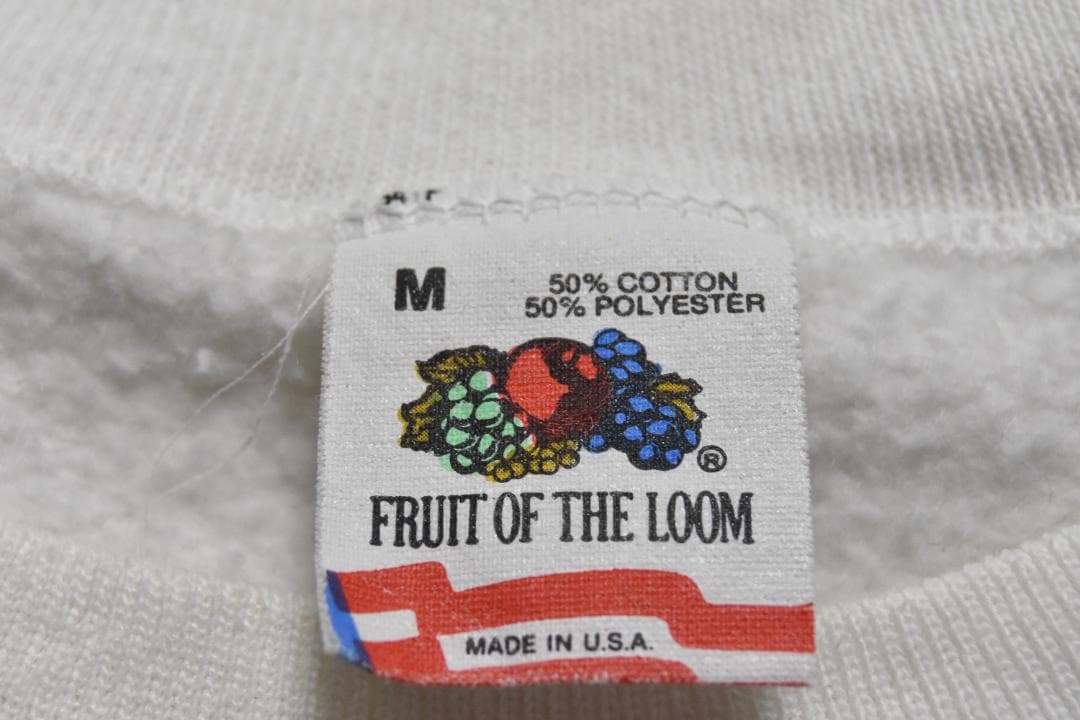 M
50% COTTON
50% POLYESTER
®
FRUIT OF THE LOOM
MADE IN U.S.A.